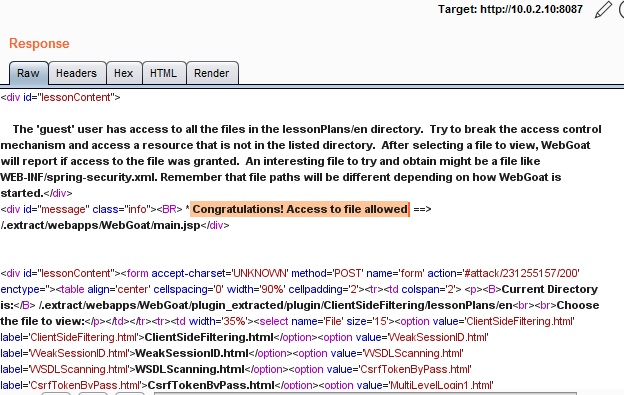 Target: http://10.0.2.10:8087
Response
Raw Headers Hex HTML Render
<div id="lessonContent">
The 'guest' user has access to all the files in the lessonPlans/en directory. Try to break the access control
mechanism and access a resource that is not in the listed directory. After selecting a file to view, WebGoat
will report if access to the file was granted. An interesting file to try and obtain might be a file like
WEB-INF/spring-security.xml. Remember that file paths will be different depending on how WebGoat is
started.</div>
<div id="message" class="info"><BR> * Congratulations! Access to file allowed ==>
/.extract/webapps/WebGoat/main.jsp</div>
<div id="lessonContent"><form accept-charset='UNKNOWN' method='POST' name='form' action='#attack/231255157/200'
enctype=''><table align='center' cellspacing='0' width='90%' cellpadding='2'><tr><td colspan='2'> <p><B>Current Directory
is:</B> /.extract/webapps/WebGoat/plugin_extracted/plugin/ClientSideFiltering/lessonPlans/en<br><br>Choose
the file to view:</p></td></tr><tr><td width='35%'><select name='File' size='15'><option value='ClientSideFiltering.html'
label='ClientSideFiltering.html'>ClientSideFiltering.html</option><option value='WeakSessionID.html'
label='WeakSessionID.html'>WeakSessionID.html</option><option value='WSDLScanning.html'
label='WSDLScanning.html'>WSDLScanning.html</option><option value='CsrfTokenByPass.html'
label='CsrfTokenByPass.html'>CsrfTokenByPass.html</option><option value='MultiLevelLogin1.html'